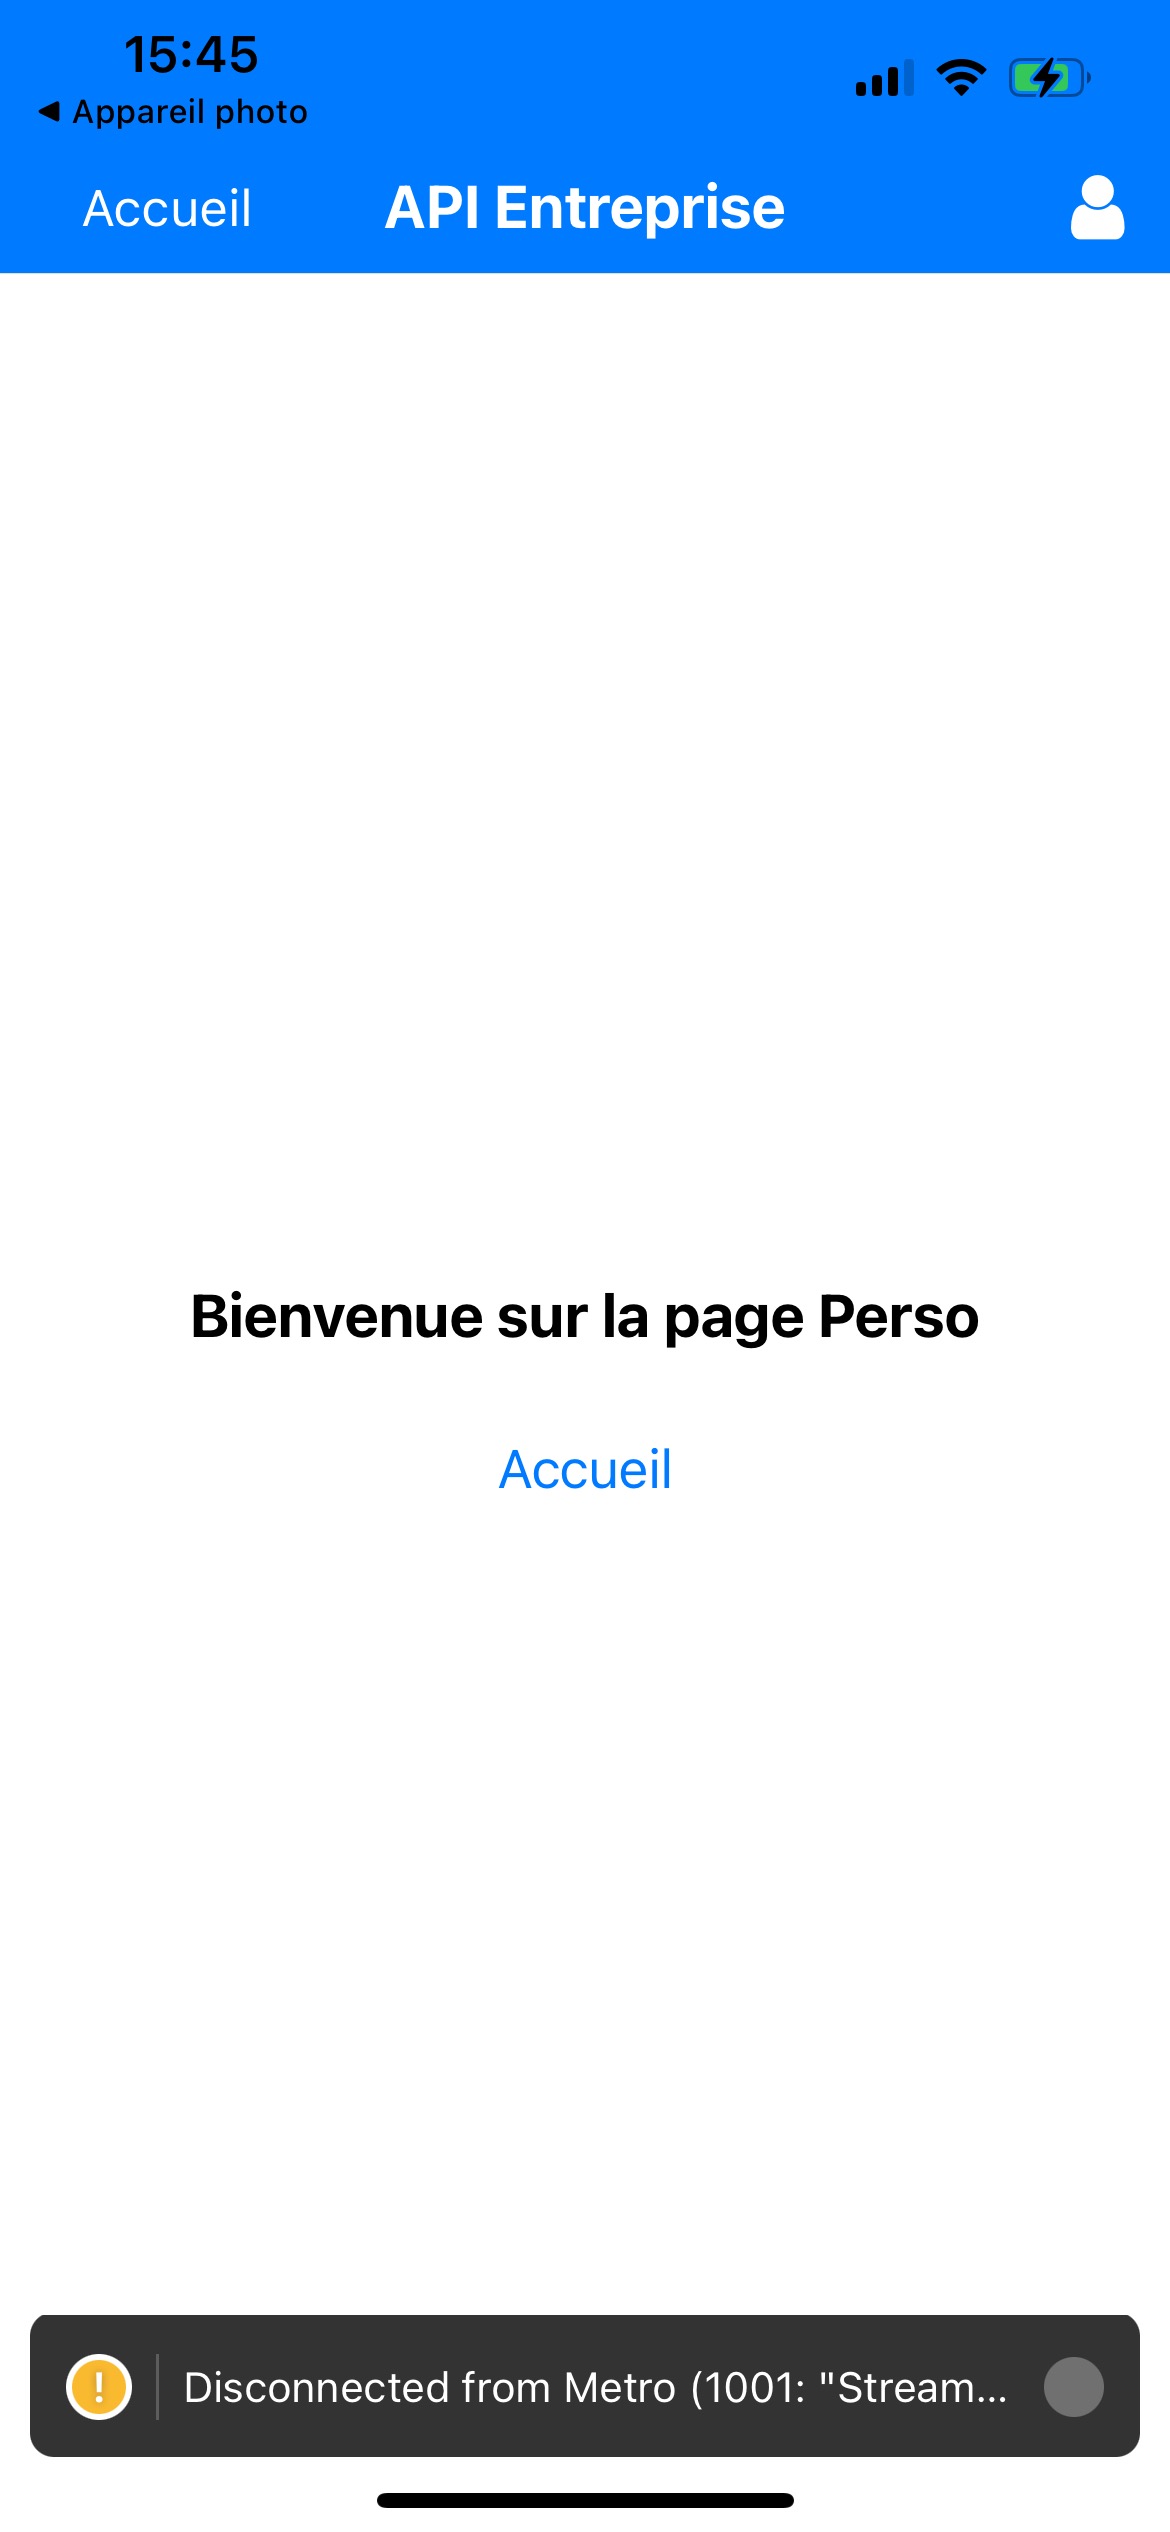 15:45
◀ Appareil photo
Accueil
API Entreprise
Bienvenue sur la page Perso
Accueil
! Disconnected from Metro (1001: "Stream...